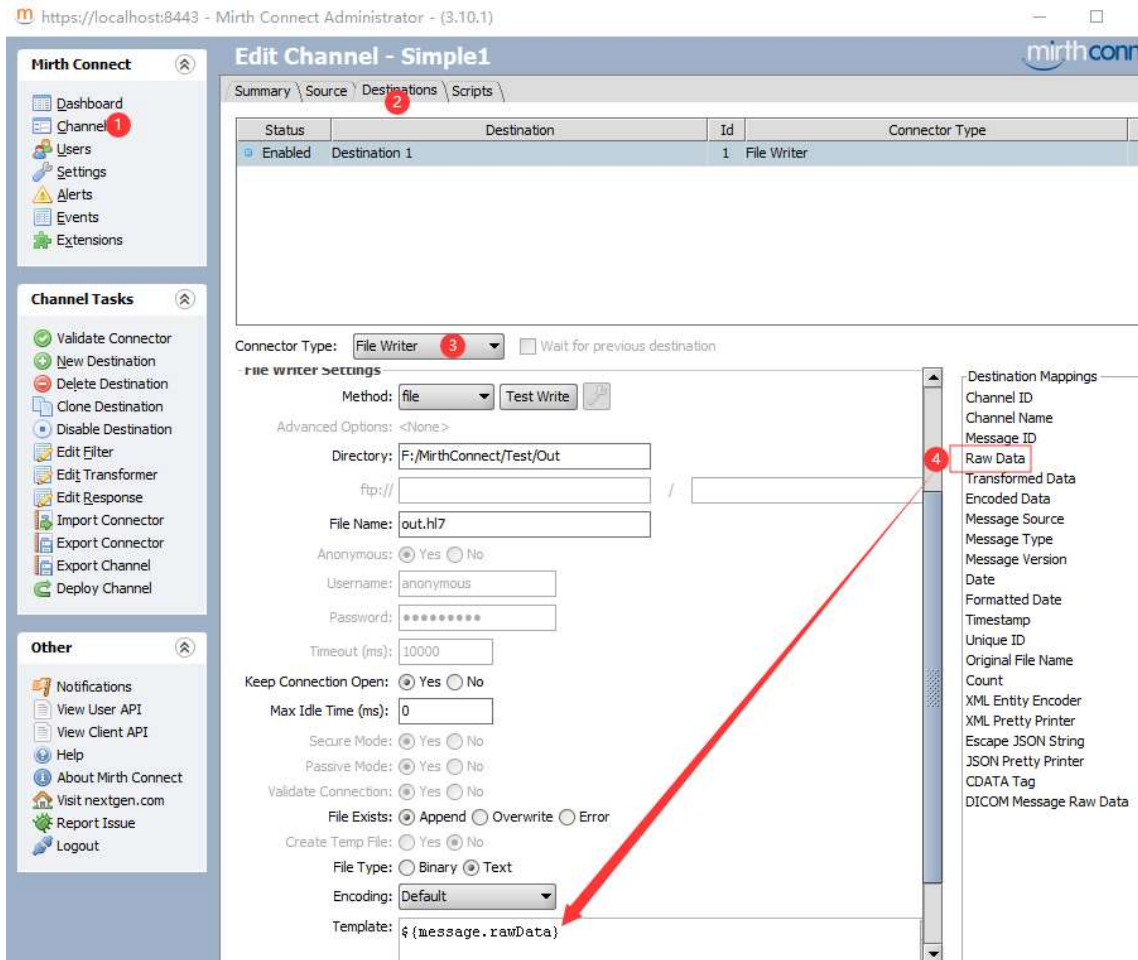 https://localhost:8443 - Mirth Connect Administrator - (3.10.1)
Mirth Connect
Dashboard
Channel 1
Users
Settings
Alerts
Events
Extensions
Channel Tasks
Validate Connector
New Destination
Delete Destination
Clone Destination
Disable Destination
Edit Filter
Edit Transformer
Edit Response
Import Connector
Export Connector
Export Channel
Deploy Channel
Other
Notifications
View User API
View Client API
Help
About Mirth Connect
Visit nextgen.com
Report Issue
Logout
Edit Channel - Simple1
mirth conn
Summary Source Destinations Scripts
2
Status Destination Id Connector Type
Enabled Destination 1 1 File Writer
Connector Type: File Writer 3 Wait for previous destination
File Writer Settings
Method: file Test Write
Advanced Options: <None>
Directory: F:/MirthConnect/Test/Out
ftp:// /
File Name: out.hl7
Anonymous: Yes No
Username: anonymous
Password:
Timeout (ms): 10000
Keep Connection Open: Yes No
Max Idle Time (ms): 0
Secure Mode: Yes No
Passive Mode: Yes No
Validate Connection: Yes No
File Exists: Append Overwrite Error
Create Temp File: Yes No
File Type: Binary Text
Encoding: Default
Template: ${message.rawData}
Destination Mappings
Channel ID
Channel Name
Message ID
4 Raw Data
Transformed Data
Encoded Data
Message Source
Message Type
Message Version
Date
Formatted Date
Timestamp
Unique ID
Original File Name
Count
XML Entity Encoder
XML Pretty Printer
Escape JSON String
JSON Pretty Printer
CDATA Tag
DICOM Message Raw Data